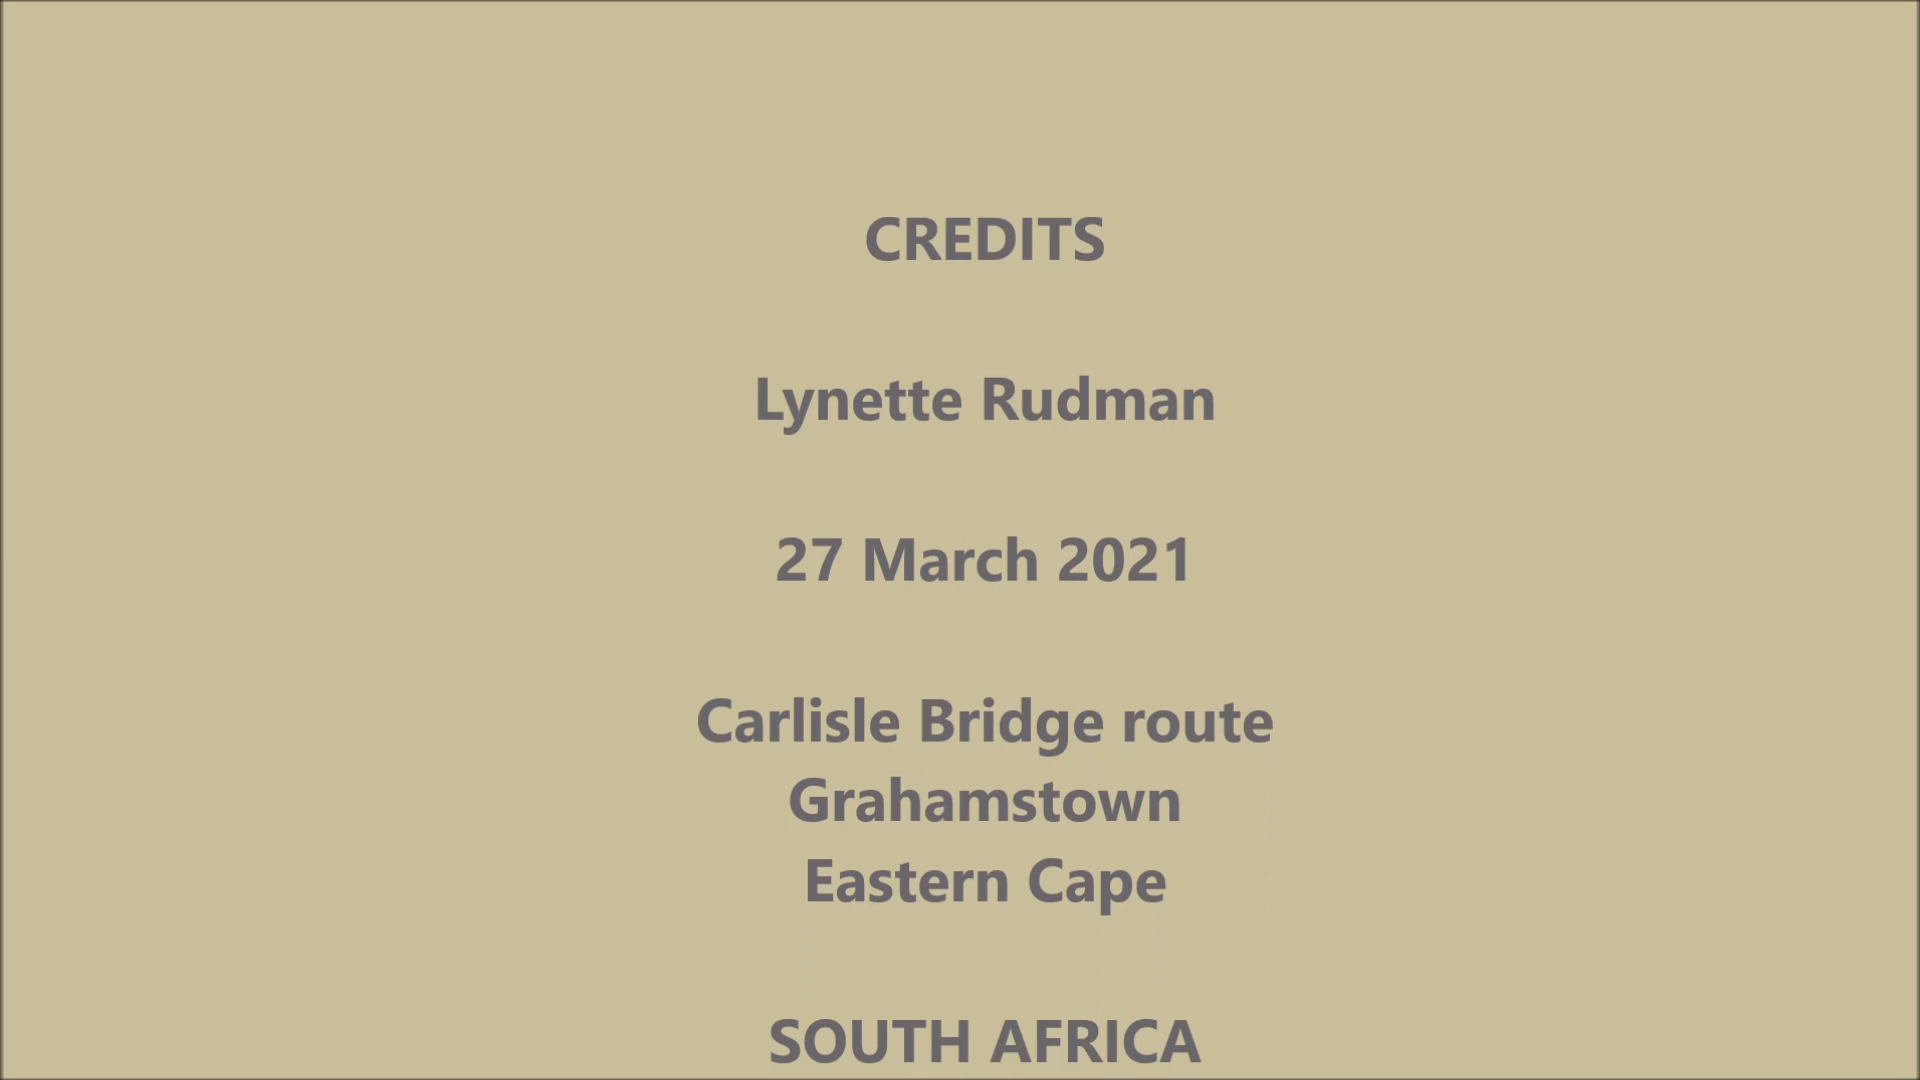 CREDITS
Lynette Rudman
27 March 2021
Carlisle Bridge route
Grahamstown
Eastern Cape
SOUTH AFRICA